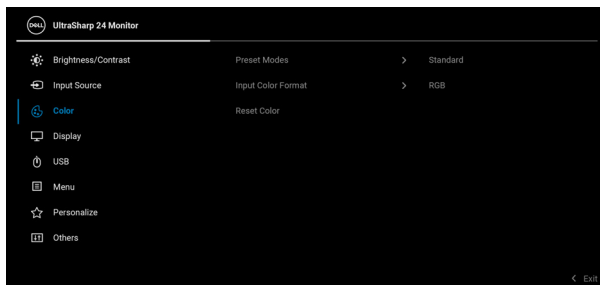 DELL UltraSharp 24 Monitor
Brightness/Contrast Preset Modes > Standard
Input Source Input Color Format > RGB
Color Reset Color
Display
USB
Menu
Personalize
Others
< Exit